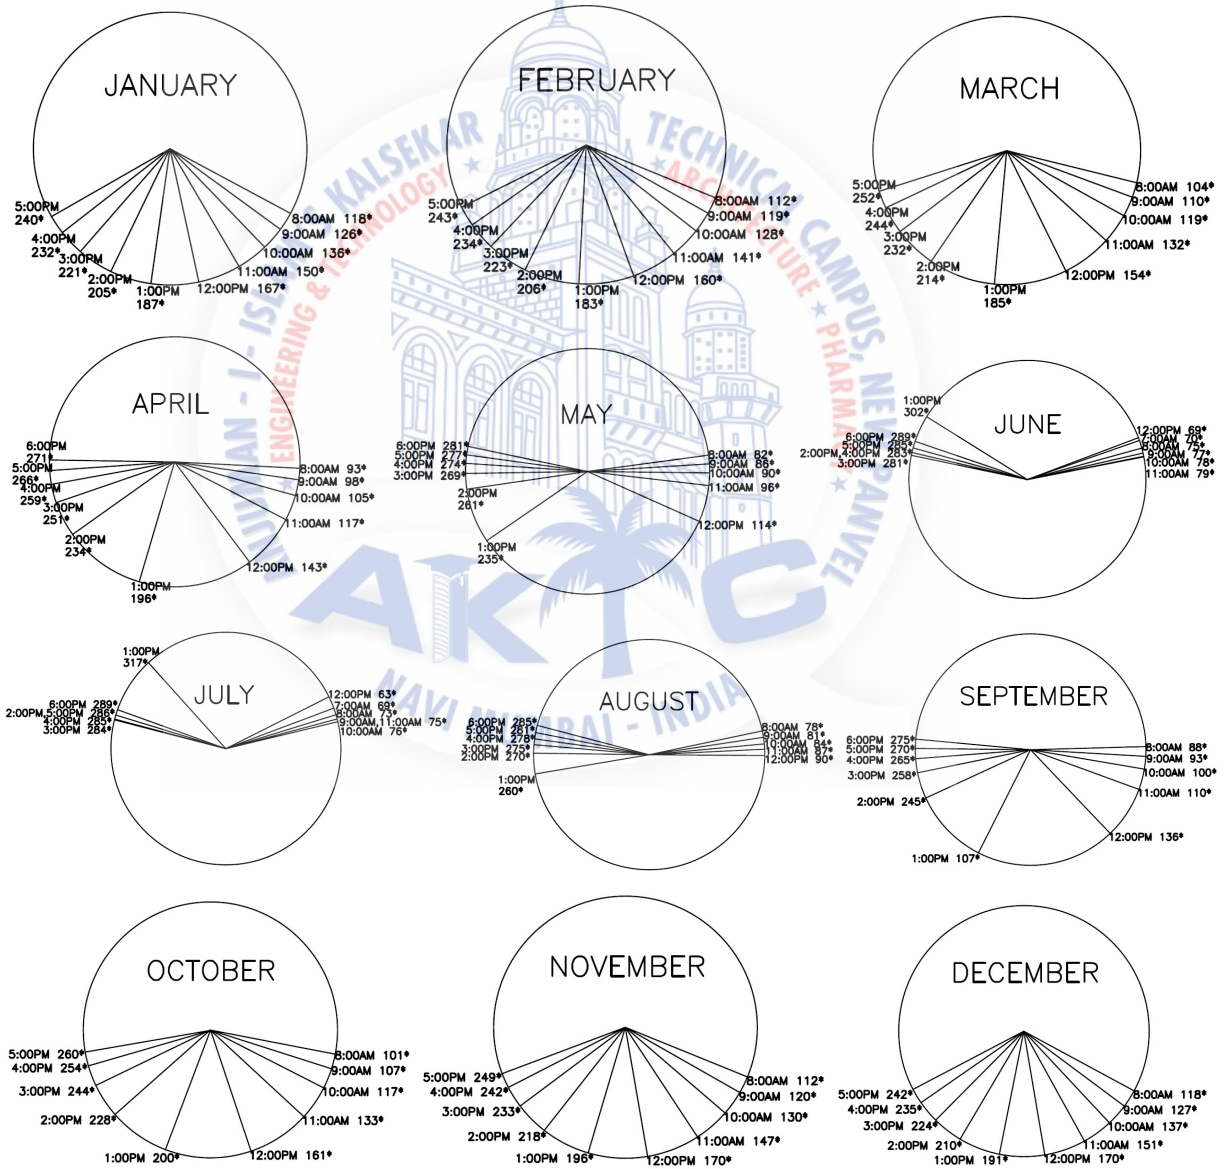 JANUARY
5:00PM
240°
4:00PM
232°
3:00PM
221°
2:00PM
205°
1:00PM
187°
12:00PM 167°
11:00AM 150°
10:00AM 136°
9:00AM 126°
8:00AM 118°
FEBRUARY
5:00PM
243°
4:00PM
234°
3:00PM
223°
2:00PM
206°
1:00PM
183°
12:00PM 160°
11:00AM 141°
10:00AM 128°
9:00AM 119°
8:00AM 112°
MARCH
5:00PM
252°
4:00PM
244°
3:00PM
232°
2:00PM
214°
1:00PM
185°
12:00PM 154°
11:00AM 132°
10:00AM 119°
9:00AM 110°
8:00AM 104°
APRIL
6:00PM
271°
5:00PM
266°
4:00PM
259°
3:00PM
251°
2:00PM
234°
1:00PM
196°
12:00PM 143°
11:00AM 117°
10:00AM 105°
9:00AM 98°
8:00AM 93°
MAY
6:00PM 281°
5:00PM 277°
4:00PM 274°
3:00PM 269°
2:00PM
261°
1:00PM
235°
12:00PM 114°
11:00AM 96°
10:00AM 90°
9:00AM 86°
8:00AM 82°
JUNE
1:00PM
302°
6:00PM 289°
5:00PM 285°
2:00PM,4:00PM 283°
3:00PM 281°
12:00PM 69°
7:00AM 70°
8:00AM 75°
9:00AM 77°
10:00AM 78°
11:00AM 79°
JULY
1:00PM
317°
6:00PM 289°
2:00PM,5:00PM 286°
4:00PM 285°
3:00PM 284°
12:00PM 63°
7:00AM 69°
8:00AM 73°
9:00AM,11:00AM 75°
10:00AM 76°
AUGUST
6:00PM 285°
5:00PM 281°
4:00PM 278°
3:00PM 275°
2:00PM 270°
1:00PM
260°
8:00AM 78°
9:00AM 81°
10:00AM 84°
11:00AM 87°
12:00PM 90°
SEPTEMBER
6:00PM 275°
5:00PM 270°
4:00PM 265°
3:00PM 258°
2:00PM 245°
1:00PM 107°
12:00PM 136°
11:00AM 110°
10:00AM 100°
9:00AM 93°
8:00AM 88°
OCTOBER
5:00PM 260°
4:00PM 254°
3:00PM 244°
2:00PM 228°
1:00PM 200°
12:00PM 161°
11:00AM 133°
10:00AM 117°
9:00AM 107°
8:00AM 101°
NOVEMBER
5:00PM 249°
4:00PM 242°
3:00PM 233°
2:00PM 218°
1:00PM 196°
12:00PM 170°
11:00AM 147°
10:00AM 130°
9:00AM 120°
8:00AM 112°
DECEMBER
5:00PM 242°
4:00PM 235°
3:00PM 224°
2:00PM 210°
1:00PM 191°
12:00PM 170°
11:00AM 151°
10:00AM 137°
9:00AM 127°
8:00AM 118°
KALSEKAR TECHNICAL CAMPUS, NEW PANVEL
ENGINEERING & TECHNOLOGY ★ ★ ARCHITECTURE ★ PHARMACY
AKTC
NAVI MUMBAI - INDIA